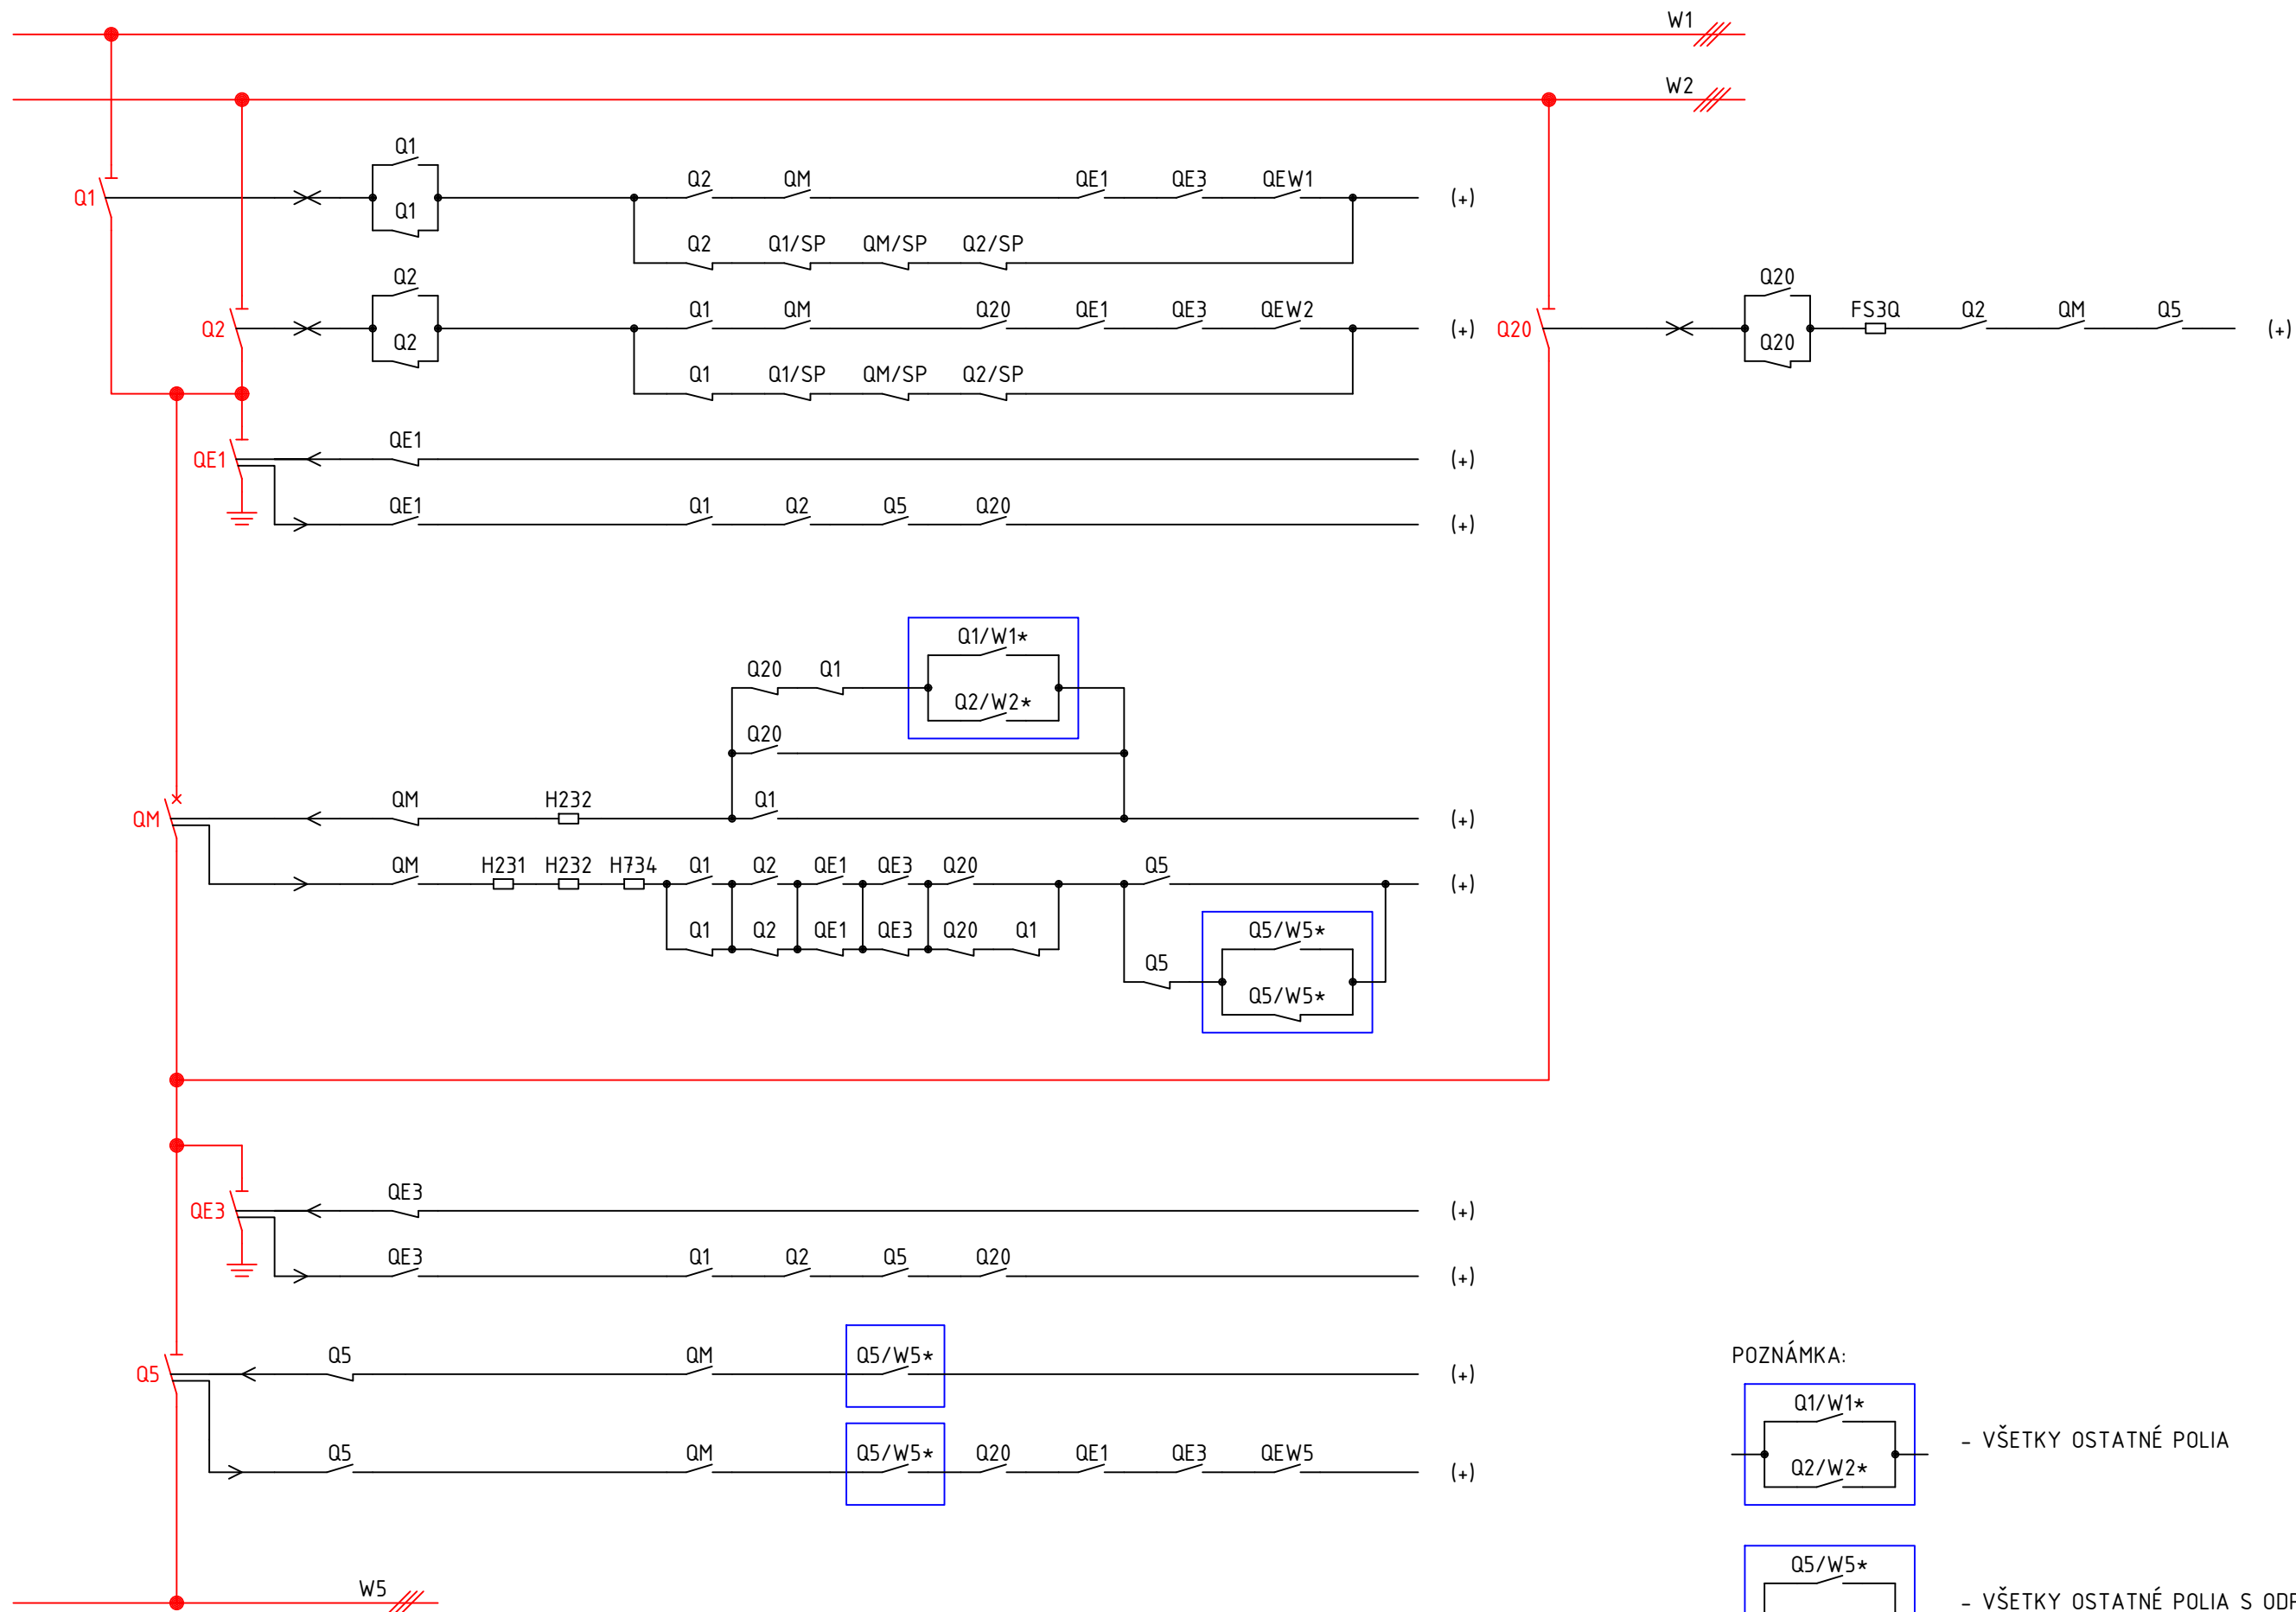 W1
W2
Q1
Q2 QM QE1 QE3 QEW1
Q1 (+)
Q1
Q2 Q1/SP QM/SP Q2/SP
Q2 Q20
Q1 QM Q20 QE1 QE3 QEW2 FS3Q Q2 QM Q5
Q2 (+) Q20 (+)
Q2 Q20
Q1 Q1/SP QM/SP Q2/SP
QE1
QE1 (+)
QE1 Q1 Q2 Q5 Q20
(+)
Q1/W1*
Q20 Q1
Q2/W2*
Q20
QM H232 Q1
QM (+)
QM H231 H232 H734 Q1 Q2 QE1 QE3 Q20 Q5
(+)
Q1 Q2 QE1 QE3 Q20 Q1 Q5/W5*
Q5
Q5/W5*
QE3
QE3 (+)
QE3 Q1 Q2 Q5 Q20
(+)
Q5 QM Q5/W5* POZNÁMKA:
Q5 (+)
Q1/W1*
- VŠETKY OSTATNÉ POLIA
Q5 QM Q5/W5* Q20 QE1 QE3 QEW5
(+) Q2/W2*
Q5/W5*
W5
- VŠETKY OSTATNÉ POLIA S